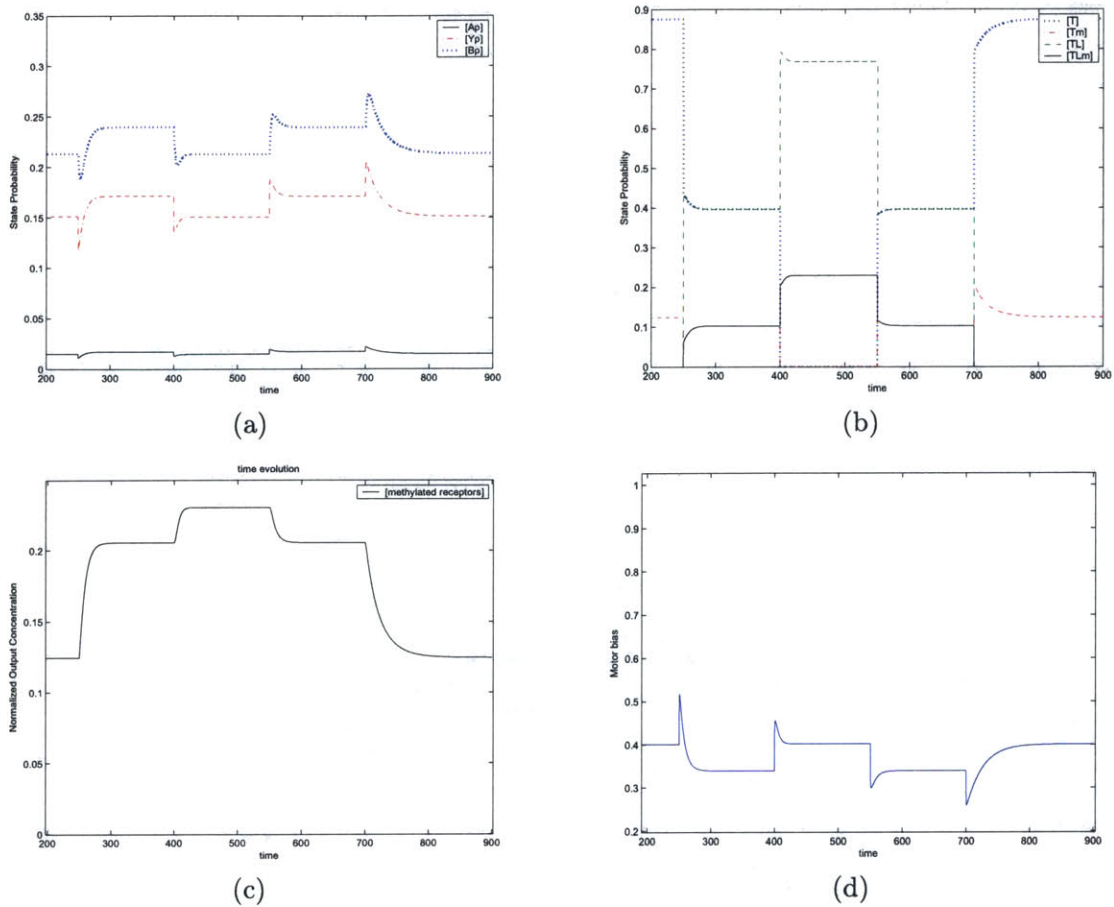 0.35
0.3
0.25
0.2
0.15
0.1
0.05
0
State Probability
[Ap]
[Yp]
[Bp]
200 300 400 500 600 700 800 900
time
(a)
0.9
0.8
0.7
0.6
0.5
0.4
0.3
0.2
0.1
0
State Probability
[T]
[Tm]
[TL]
[TLm]
200 300 400 500 600 700 800 900
time
(b)
time evolution
0.2
0.15
0.1
0.05
0
Normalized Output Concentration
[methylated receptors]
200 300 400 500 600 700 800 900
time
(c)
1
0.9
0.8
0.7
0.6
0.5
0.4
0.3
0.2
Motor bias
200 300 400 500 600 700 800 900
time
(d)